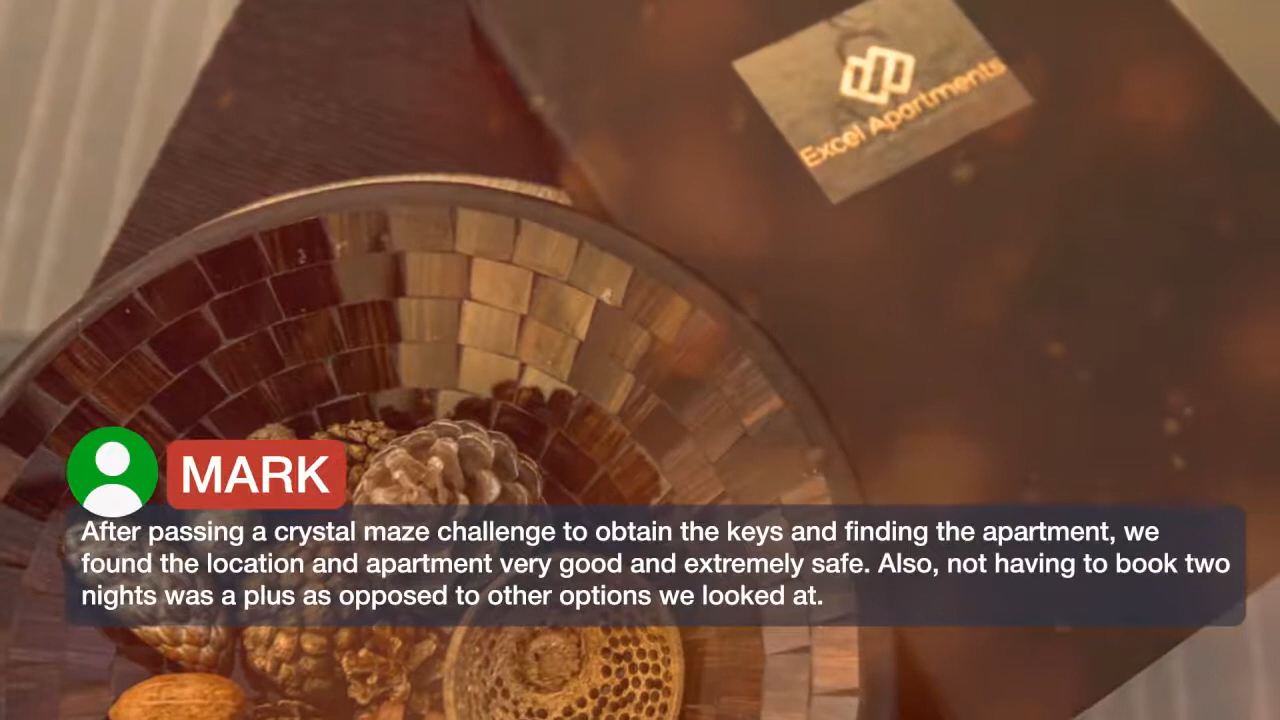 Excel Apartments
MARK
After passing a crystal maze challenge to obtain the keys and finding the apartment, we
found the location and apartment very good and extremely safe. Also, not having to book two
nights was a plus as opposed to other options we looked at.